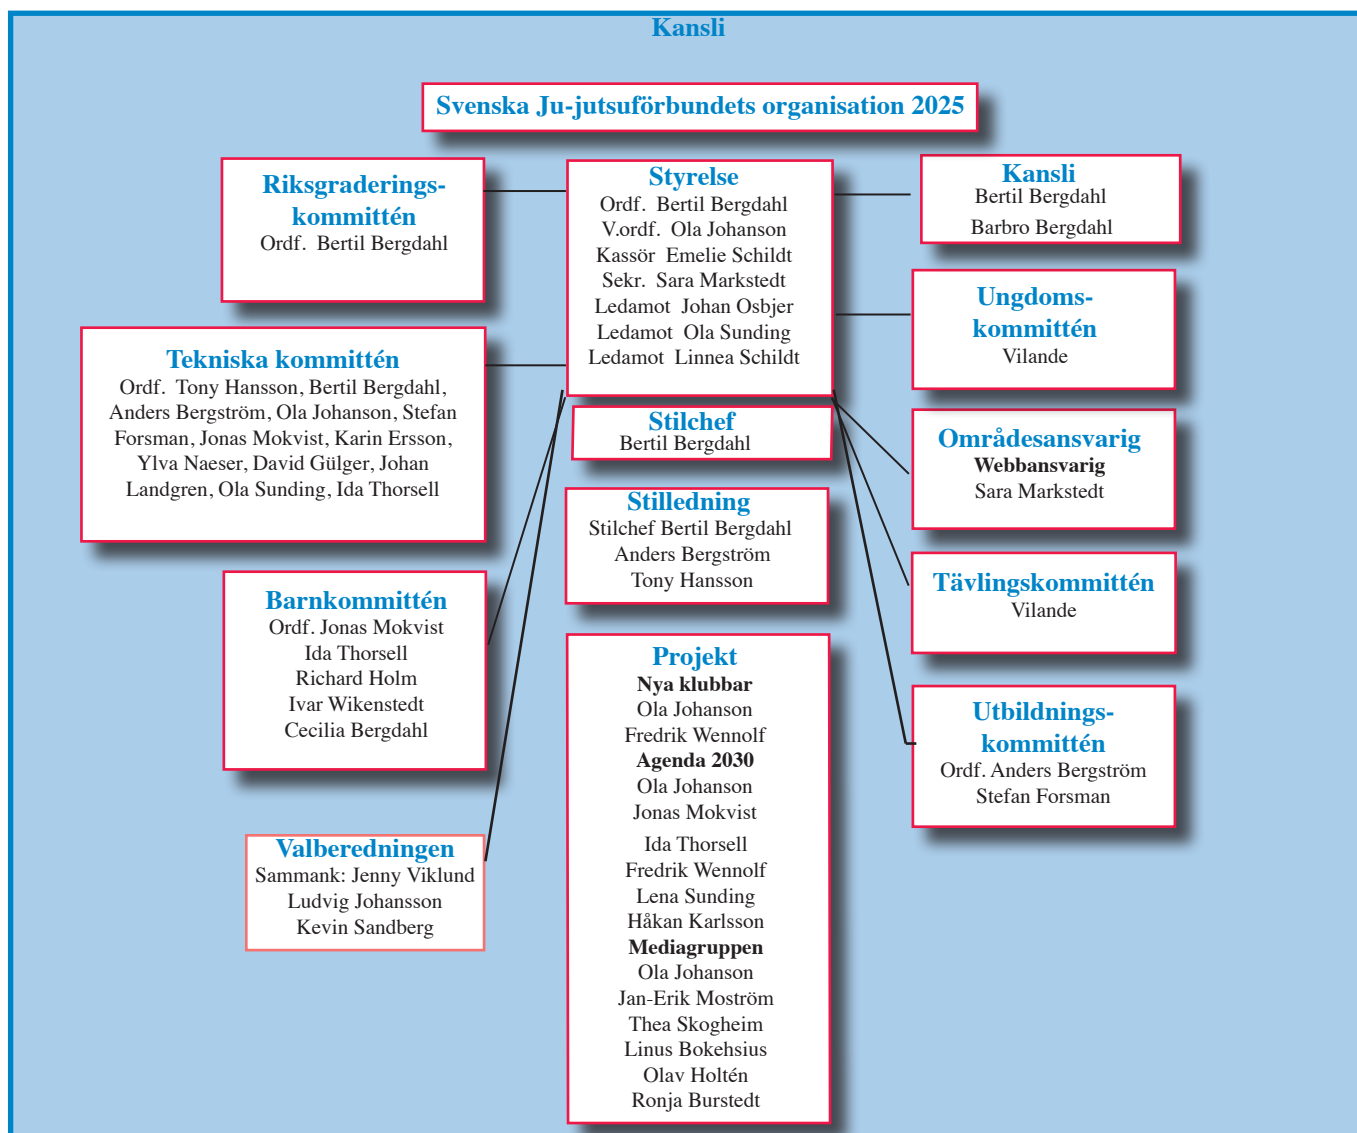 Kansli
Svenska Ju-jutsuförbundets organisation 2025
Riksgraderings-
kommittén
Ordf. Bertil Bergdahl
Styrelse
Ordf. Bertil Bergdahl
V.ordf. Ola Johanson
Kassör Emelie Schildt
Sekr. Sara Markstedt
Ledamot Johan Osbjer
Ledamot Ola Sunding
Ledamot Linnea Schildt
Kansli
Bertil Bergdahl
Barbro Bergdahl
Ungdoms-
kommittén
Vilande
Tekniska kommittén
Ordf. Tony Hansson, Bertil Bergdahl,
Anders Bergström, Ola Johanson, Stefan
Forsman, Jonas Mokvist, Karin Ersson,
Ylva Naeser, David Gülger, Johan
Landgren, Ola Sunding, Ida Thorsell
Stilchef
Bertil Bergdahl
Områdesansvarig
Webbansvarig
Sara Markstedt
Stilledning
Stilchef Bertil Bergdahl
Anders Bergström
Tony Hansson
Tävlingskommittén
Vilande
Barnkommittén
Ordf. Jonas Mokvist
Ida Thorsell
Richard Holm
Ivar Wikenstedt
Cecilia Bergdahl
Projekt
Nya klubbar
Ola Johanson
Fredrik Wennolf
Agenda 2030
Ola Johanson
Jonas Mokvist
Ida Thorsell
Fredrik Wennolf
Lena Sunding
Håkan Karlsson
Mediagruppen
Ola Johanson
Jan-Erik Moström
Thea Skogheim
Linus Bokehsius
Olav Holtén
Ronja Burstedt
Utbildnings-
kommittén
Ordf. Anders Bergström
Stefan Forsman
Valberedningen
Sammank: Jenny Viklund
Ludvig Johansson
Kevin Sandberg